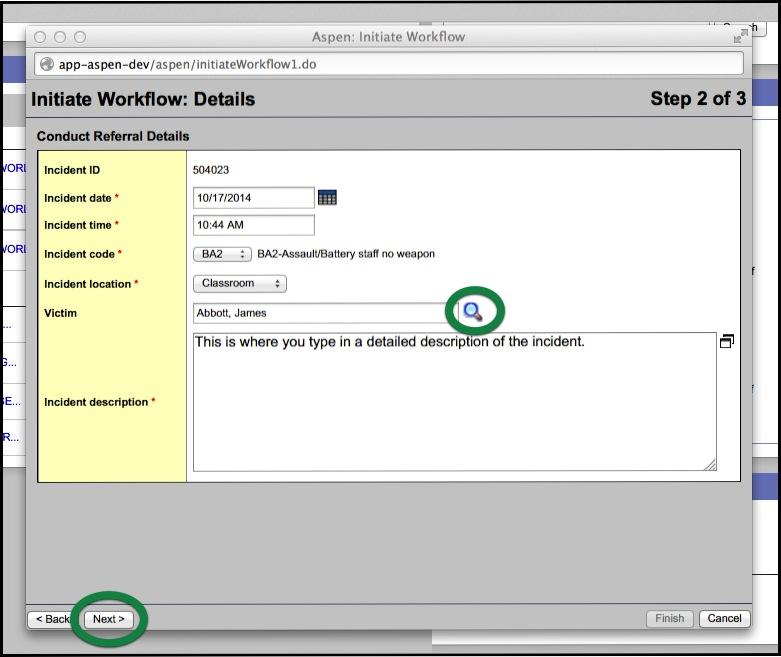 Aspen: Initiate Workflow
app-aspen-dev/aspen/initiateWorkflow1.do
Initiate Workflow: Details Step 2 of 3
Conduct Referral Details
Incident ID 504023
Incident date * 10/17/2014
Incident time * 10:44 AM
Incident code * BA2 BA2-Assault/Battery staff no weapon
Incident location * Classroom
Victim Abbott, James
This is where you type in a detailed description of the incident.
Incident description *
< Back Next > Finish Cancel